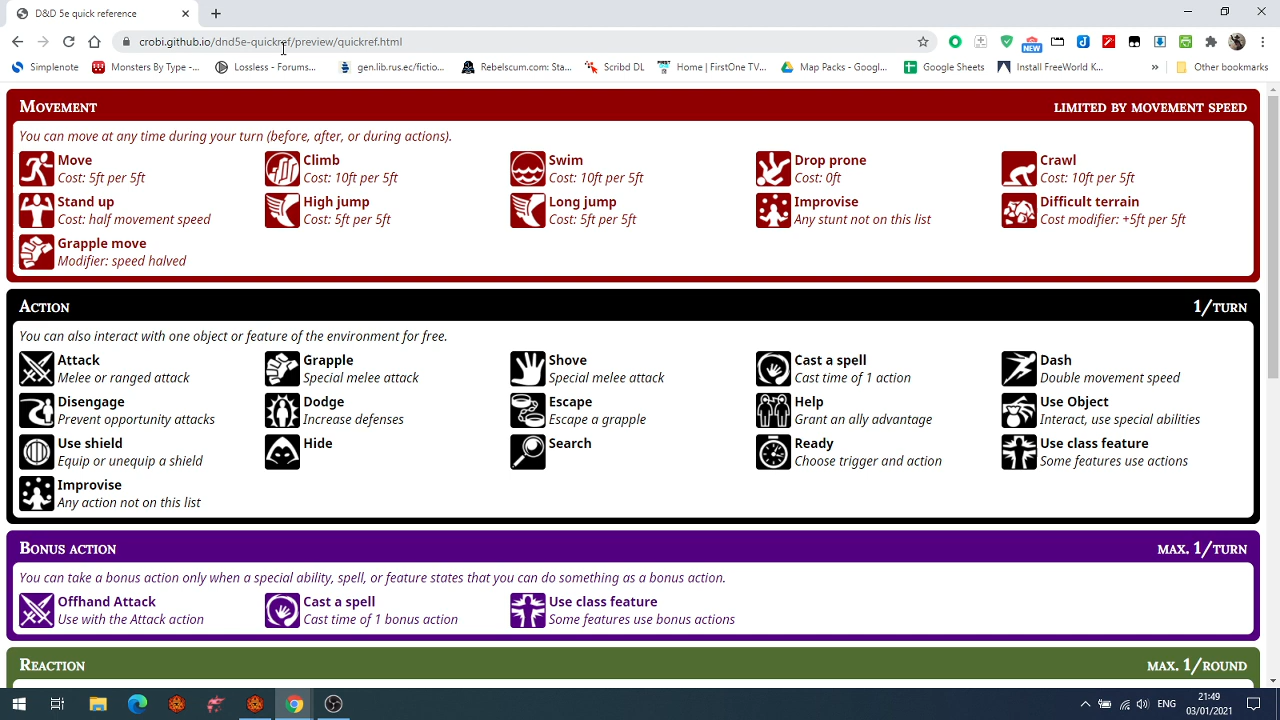 D&D 5e quick reference
crobi.github.io/dnd5e-quickref/preview/quickref.html
NEW
Simplenote
Monsters By Type -...
Lossless - Forums...
gen.lib.rus.ec/fictio...
Rebelscum.com: Sta...
Scribd DL
Home | FirstOne TV...
Map Packs - Googl...
Google Sheets
Install FreeWorld K...
»
Other bookmarks
MOVEMENT
LIMITED BY MOVEMENT SPEED
You can move at any time during your turn (before, after, or during actions).
Move
Cost: 5ft per 5ft
Climb
Cost: 10ft per 5ft
Swim
Cost: 10ft per 5ft
Drop prone
Cost: 0ft
Crawl
Cost: 10ft per 5ft
Stand up
Cost: half movement speed
High jump
Cost: 5ft per 5ft
Long jump
Cost: 5ft per 5ft
Improvise
Any stunt not on this list
Difficult terrain
Cost modifier: +5ft per 5ft
Grapple move
Modifier: speed halved
ACTION
1/TURN
You can also interact with one object or feature of the environment for free.
Attack
Melee or ranged attack
Grapple
Special melee attack
Shove
Special melee attack
Cast a spell
Cast time of 1 action
Dash
Double movement speed
Disengage
Prevent opportunity attacks
Dodge
Increase defenses
Escape
Escape a grapple
Help
Grant an ally advantage
Use Object
Interact, use special abilities
Use shield
Equip or unequip a shield
Hide
Search
Ready
Choose trigger and action
Use class feature
Some features use actions
Improvise
Any action not on this list
BONUS ACTION
MAX. 1/TURN
You can take a bonus action only when a special ability, spell, or feature states that you can do something as a bonus action.
Offhand Attack
Use with the Attack action
Cast a spell
Cast time of 1 bonus action
Use class feature
Some features use bonus actions
REACTION
MAX. 1/ROUND
ENG
21:49
03/01/2021